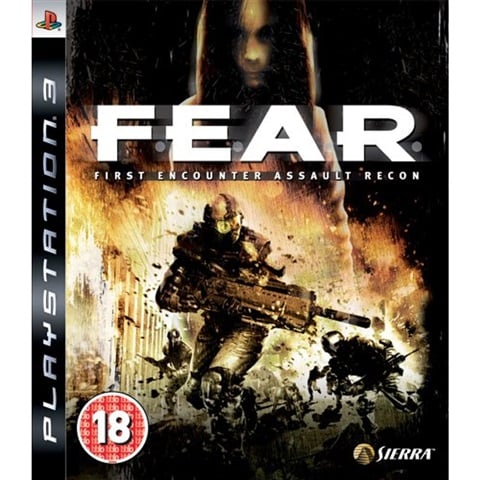 PLAYSTATION 3
F.E.A.R.
FIRST ENCOUNTER ASSAULT RECON
18
SIERRA